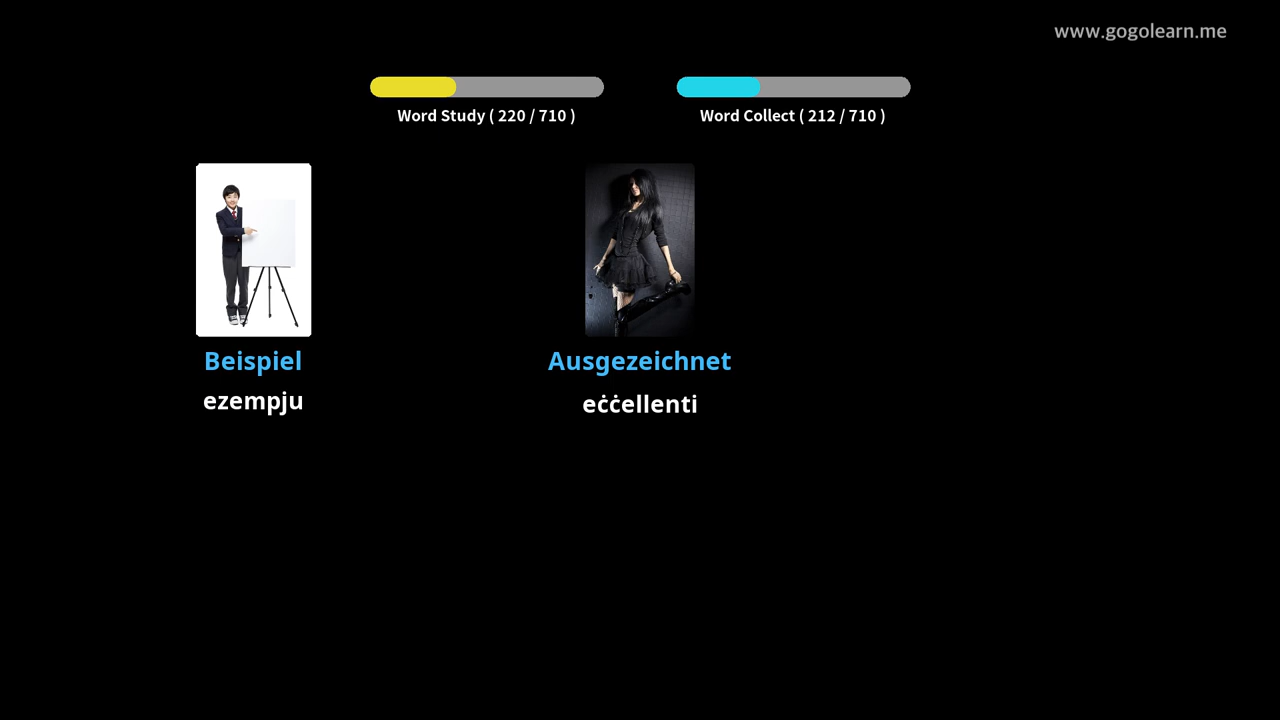 www.gogolearn.me
Word Study ( 220 / 710 )
Word Collect ( 212 / 710 )
Beispiel
Ausgezeichnet
ezempju
eċċellenti